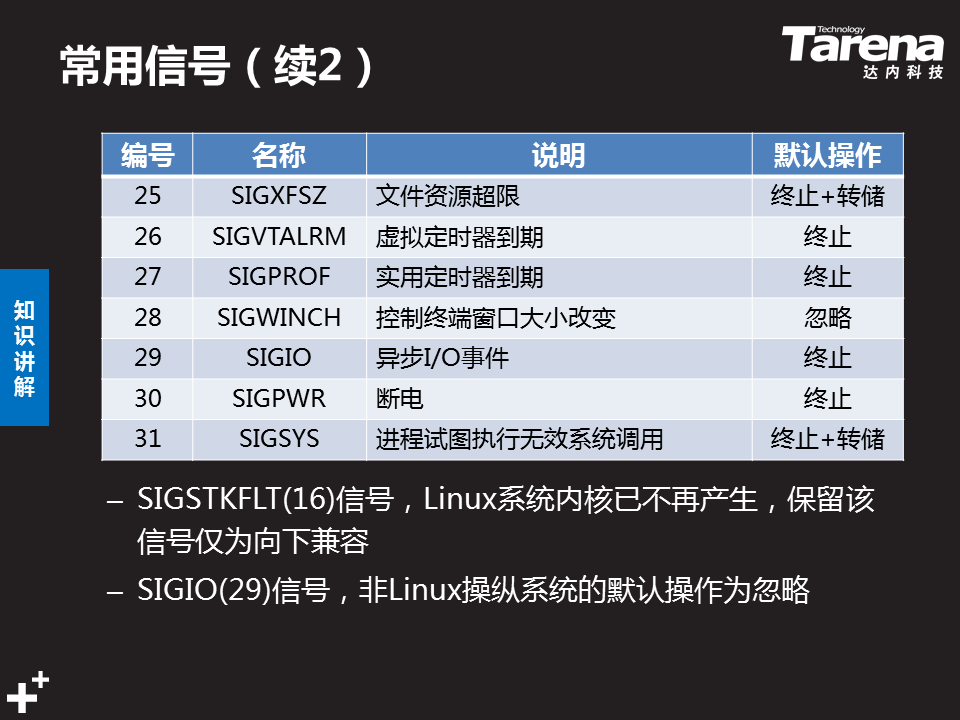 常用信号（续2）
Technology
Tarena
达内科技
编号 名称 说明 默认操作
25 SIGXFSZ 文件资源超限 终止+转储
26 SIGVTALRM 虚拟定时器到期 终止
27 SIGPROF 实用定时器到期 终止
28 SIGWINCH 控制终端窗口大小改变 忽略
29 SIGIO 异步I/O事件 终止
30 SIGPWR 断电 终止
31 SIGSYS 进程试图执行无效系统调用 终止+转储
知
识
讲
解
– SIGSTKFLT(16)信号，Linux系统内核已不再产生，保留该
信号仅为向下兼容
– SIGIO(29)信号，非Linux操纵系统的默认操作为忽略